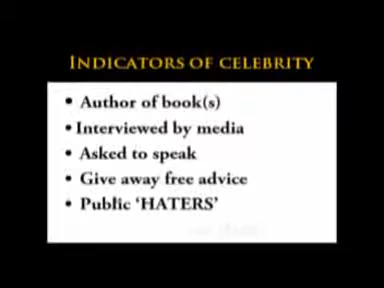 INDICATORS OF CELEBRITY
• Author of book(s)
• Interviewed by media
• Asked to speak
• Give away free advice
• Public ‘HATERS’